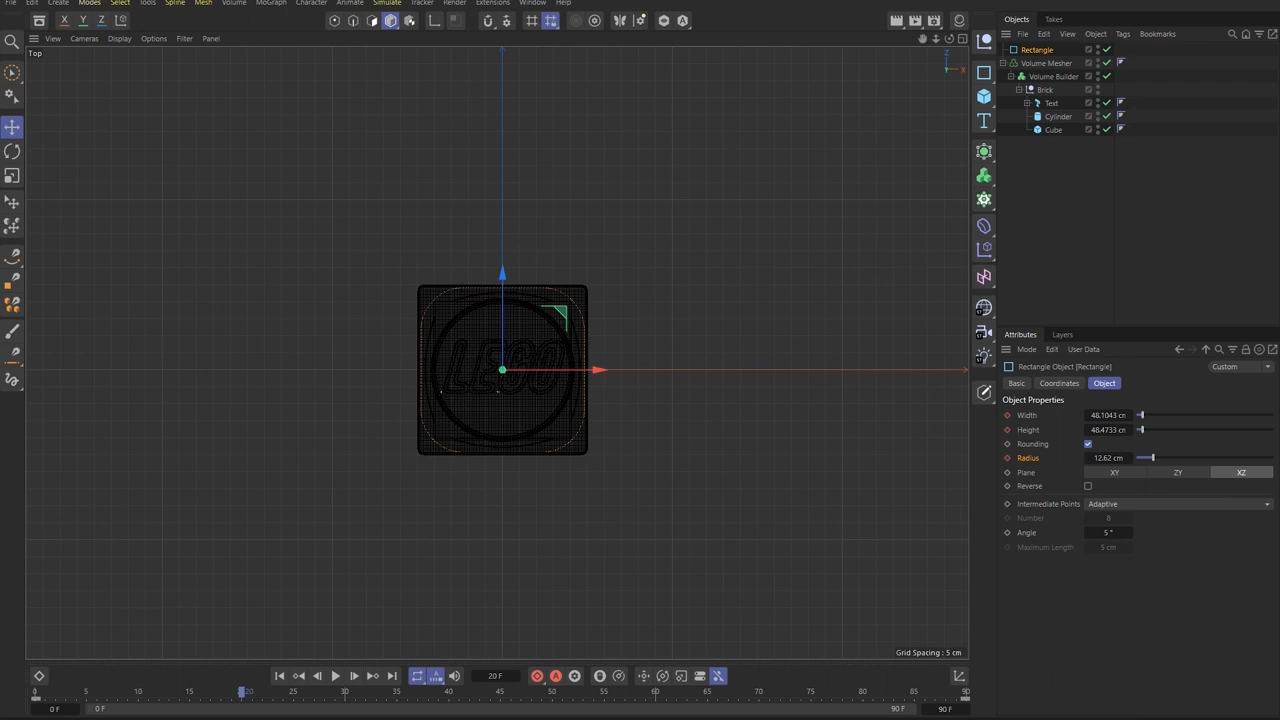 File Edit Create Modes Select Tools Spline Mesh Volume MoGraph Character Animate Simulate Tracker Render Extensions Window Help
X Y Z
View Cameras Display Options Filter Panel
Top
Z
X
LEGO
Grid Spacing : 5 cm
20 F
0 5 10 15 20 25 30 35 40 45 50 55 60 65 70 75 80 85 90
0 F 0 F 90 F 90 F
Objects Takes
File Edit View Object Tags Bookmarks
Rectangle
Volume Mesher
Volume Builder
Brick
Text
Cylinder
Cube
Attributes Layers
Mode Edit User Data
Rectangle Object [Rectangle]
Custom
Basic Coordinates Object
Object Properties
Width 48.1043 cn
Height 48.4733 cn
Rounding
Radius 12.62 cm
Plane XY ZY XZ
Reverse
Intermediate Points Adaptive
Number 8
Angle 5 °
Maximum Length 5 cm